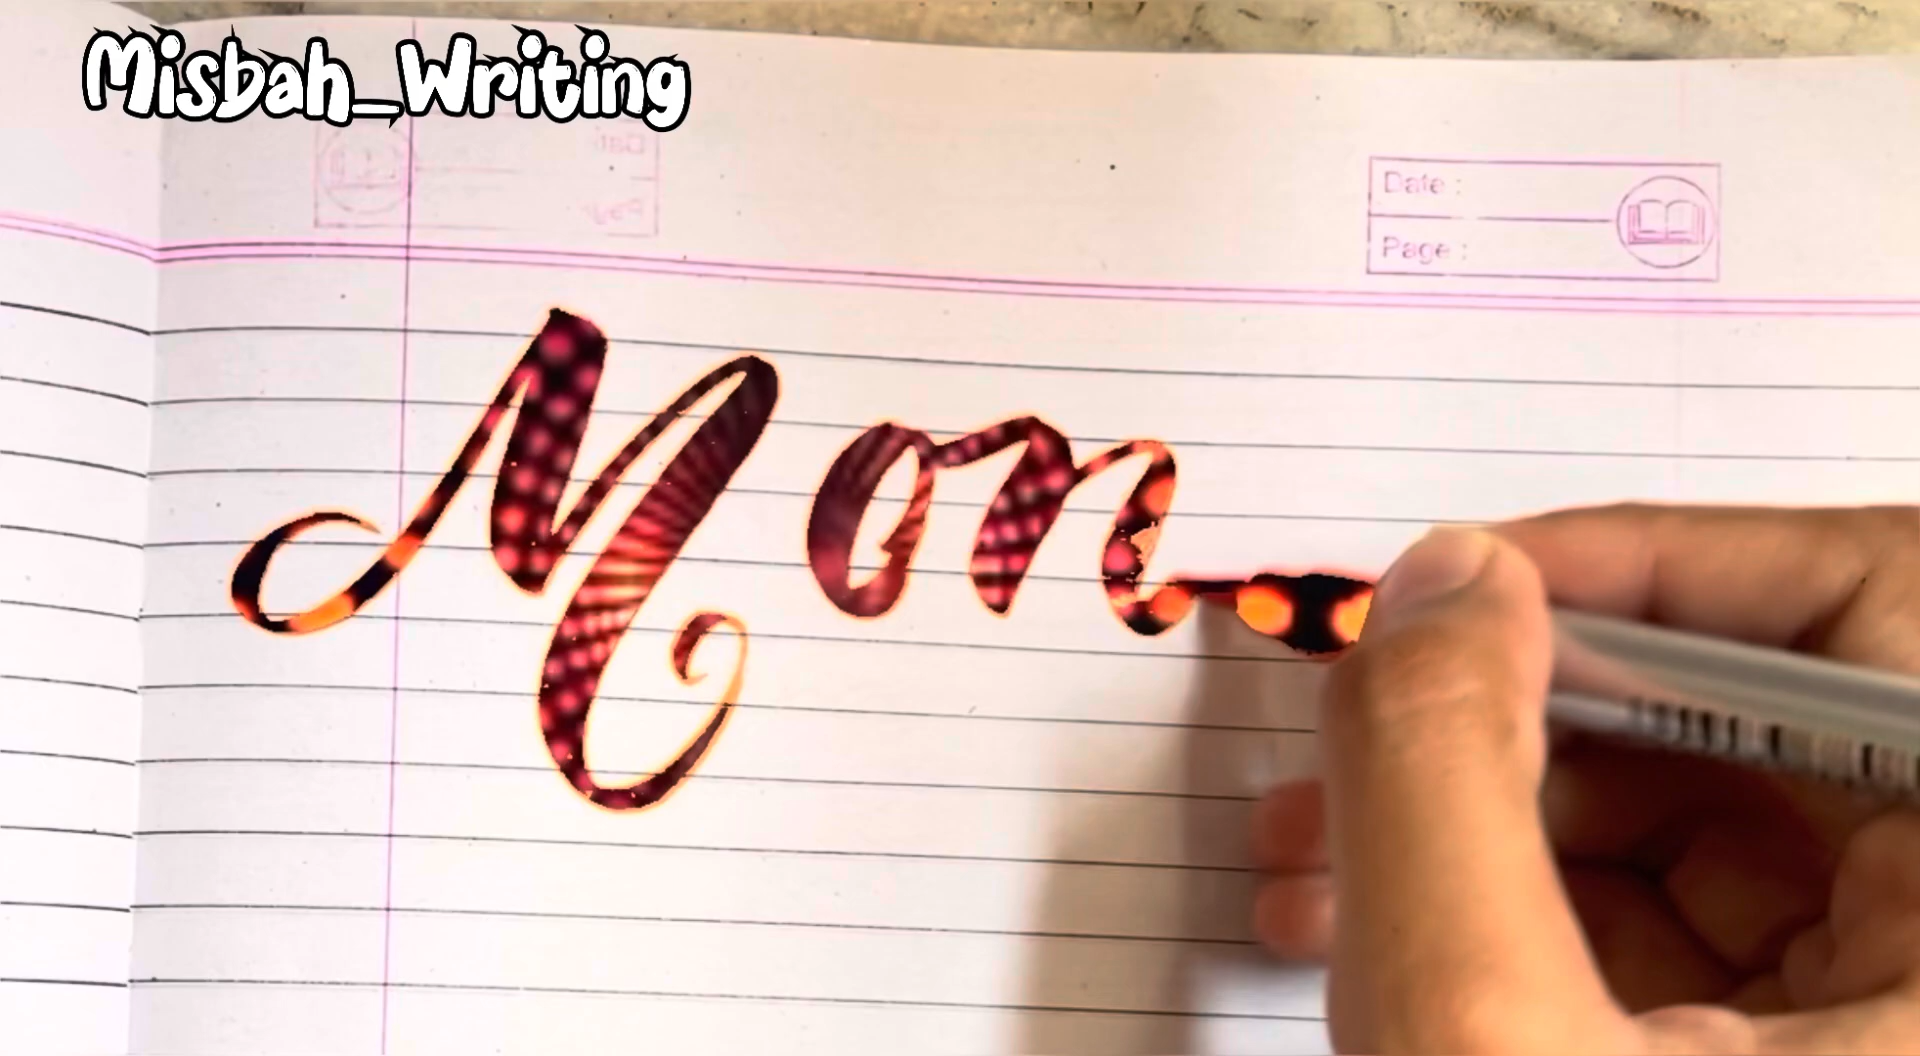 Misbah_Writing
Date :
Page :
Mon